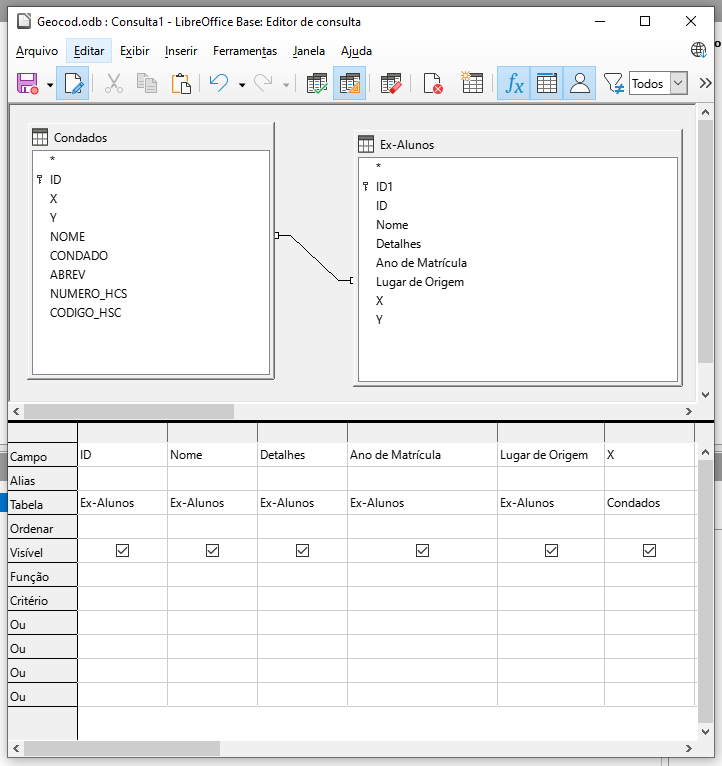 Geocod.odb : Consulta1 - LibreOffice Base: Editor de consulta
Arquivo Editar Exibir Inserir Ferramentas Janela Ajuda
fx Todos
Condados
*
ID
X
Y
NOME
CONDADO
ABREV
NUMERO_HCS
CODIGO_HSC
Ex-Alunos
*
ID1
ID
Nome
Detalhes
Ano de Matrícula
Lugar de Origem
X
Y
Campo ID Nome Detalhes Ano de Matrícula Lugar de Origem X
Alias
Tabela Ex-Alunos Ex-Alunos Ex-Alunos Ex-Alunos Ex-Alunos Condados
Ordenar
Visível
Função
Critério
Ou
Ou
Ou
Ou